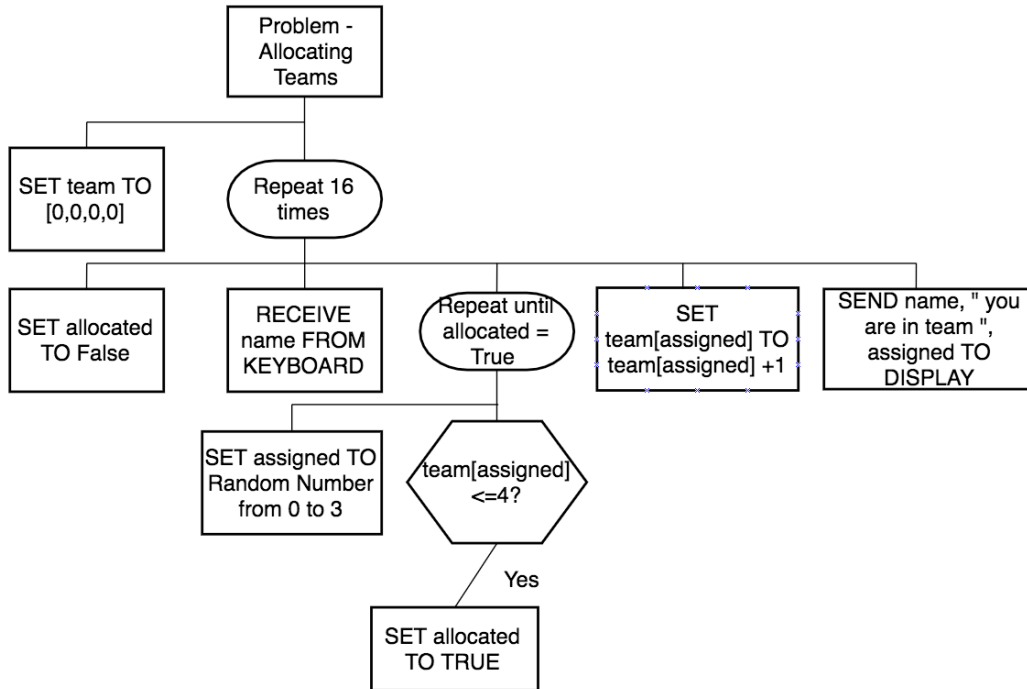 Problem -
Allocating
Teams
SET team TO
[0,0,0,0]
Repeat 16
times
SET allocated
TO False
RECEIVE
name FROM
KEYBOARD
Repeat until
allocated =
True
SET
team[assigned] TO
team[assigned] +1
SEND name, " you
are in team ",
assigned TO
DISPLAY
SET assigned TO
Random Number
from 0 to 3
team[assigned]
<=4?
Yes
SET allocated
TO TRUE